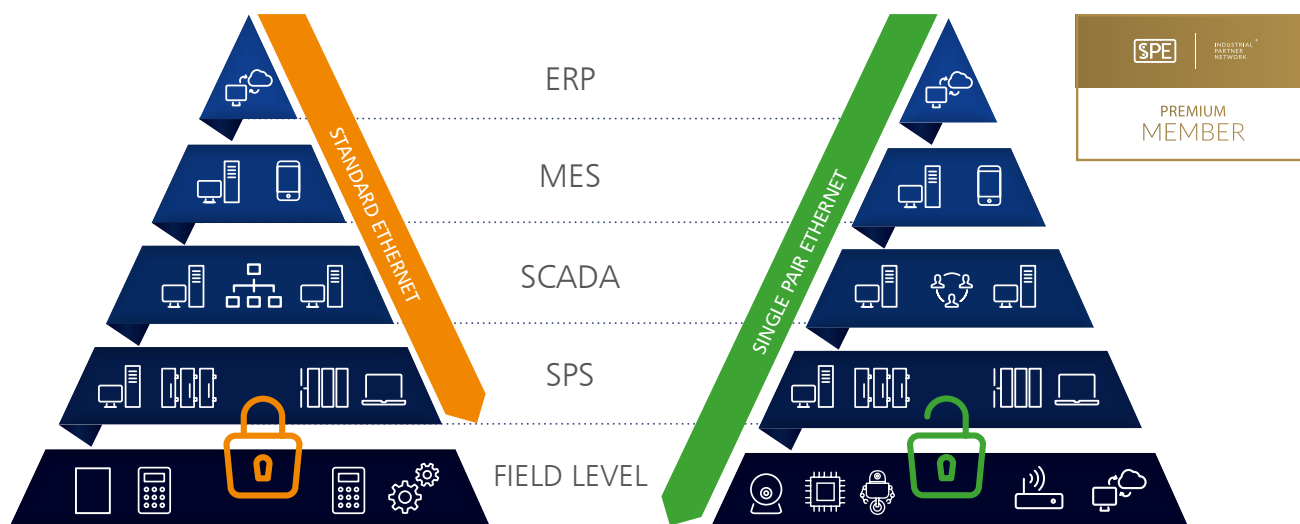 ERP
MES
SCADA
SPS
FIELD LEVEL
STANDARD ETHERNET
SINGLE PAIR ETHERNET
SPE
INDUSTRIAL
PARTNER
NETWORK
PREMIUM
MEMBER